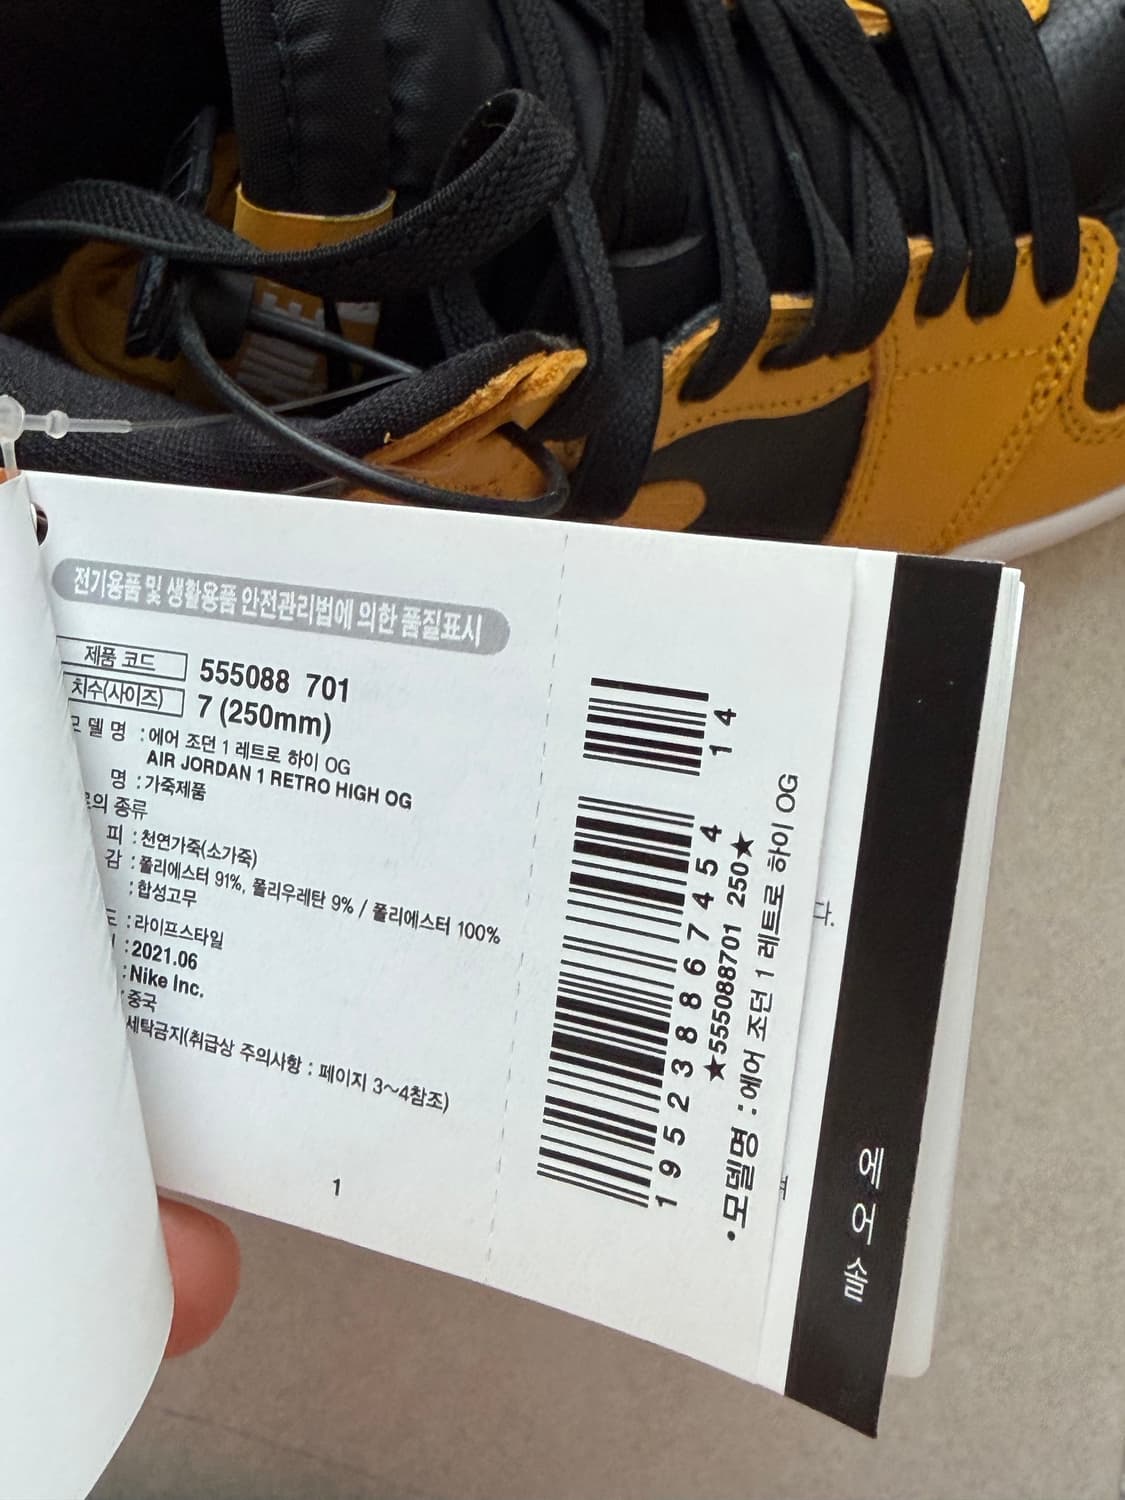 전기용품 및 생활용품 안전관리법에 의한 품질표시
제품 코드 555088 701
치수(사이즈) 7 (250mm)
모 델 명 : 에어 조던 1 레트로 하이 OG
AIR JORDAN 1 RETRO HIGH OG
명 : 가죽제품
의 종류
피 : 천연가죽(소가죽)
감 : 폴리에스터 91%, 폴리우레탄 9% / 폴리에스터 100%
: 합성고무
도 : 라이프스타일
: 2021.06
: Nike Inc.
중국
세탁금지(취급상 주의사항 : 페이지 3~4참조)
1
14
195238867454
★555088701 250★
• 모델명 : 에어 조던 1 레트로 하이 OG
다.
에어솔